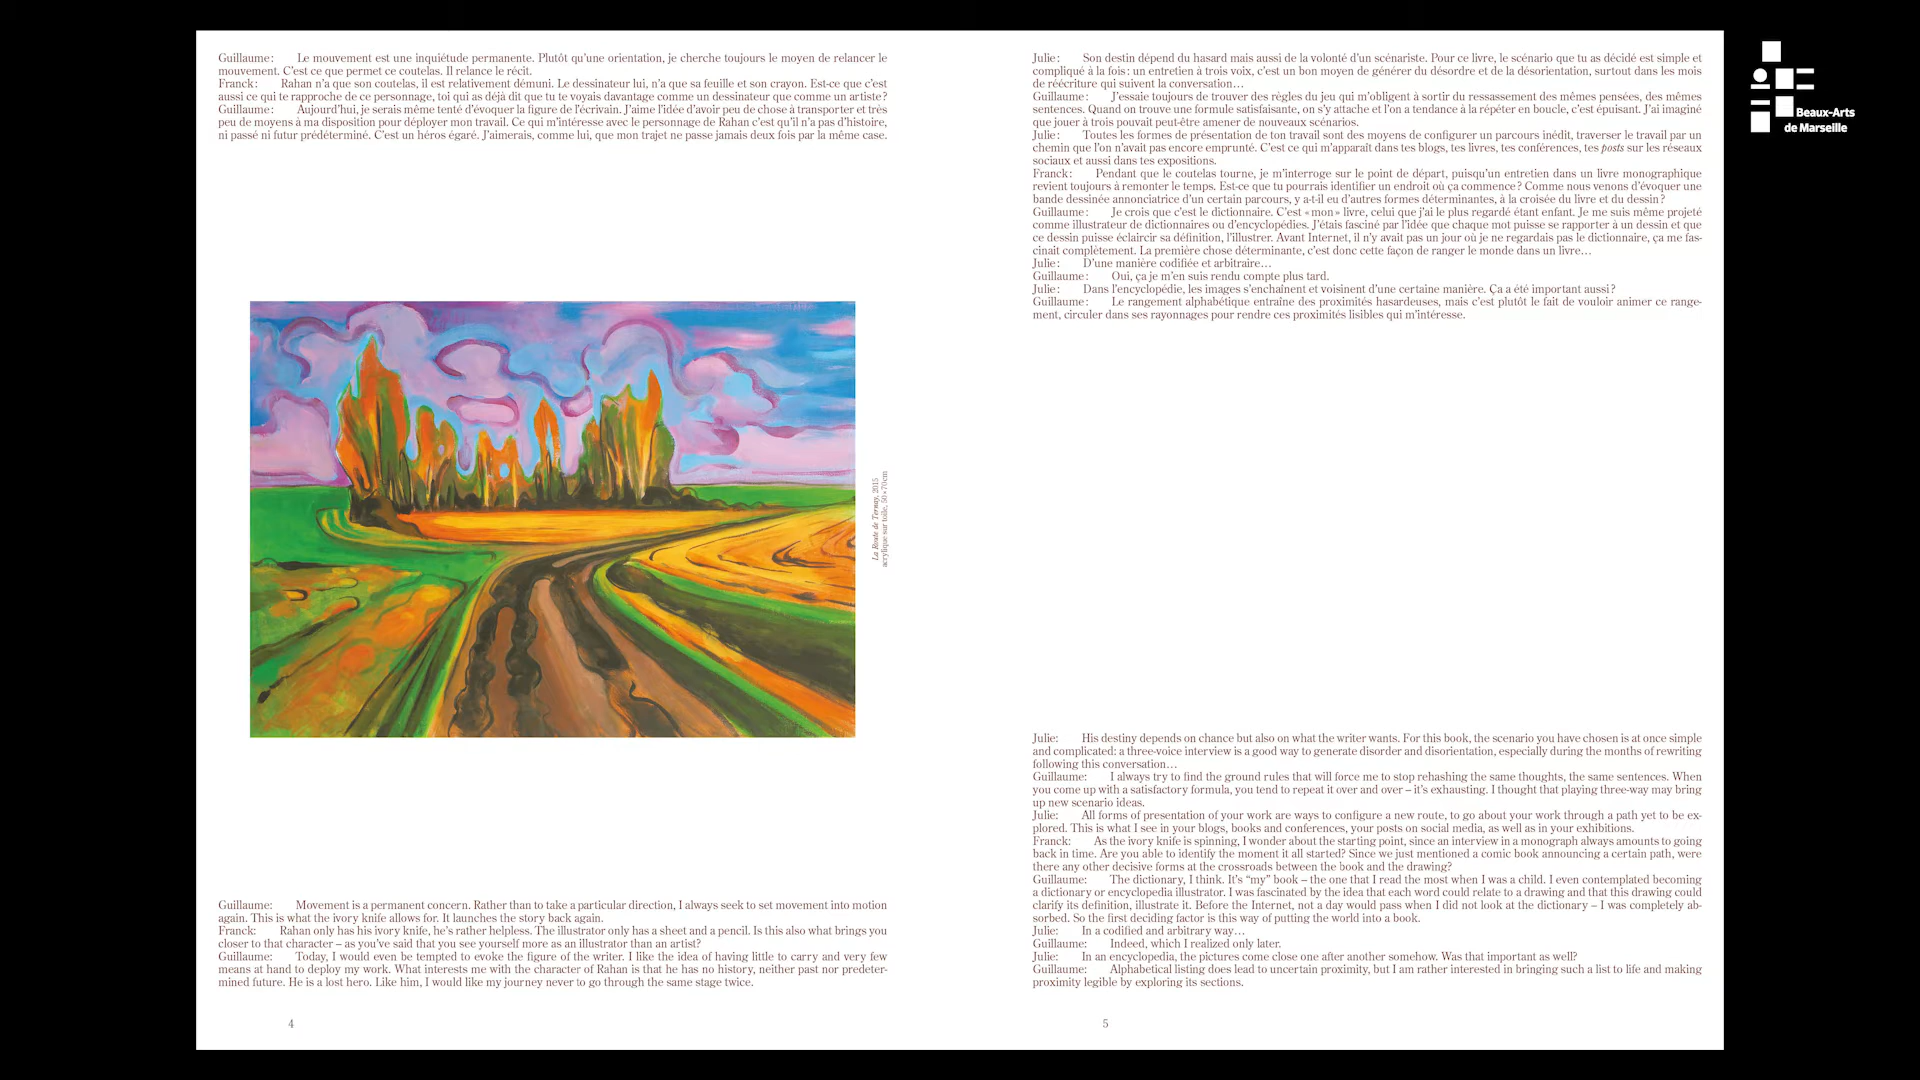 Guillaume : Le mouvement est une inquiétude permanente. Plutôt qu'une orientation, je cherche toujours le moyen de relancer le
mouvement. C'est ce que permet ce coutelas. Il relance le récit.
Franck : Rahan n'a que son coutelas, il est relativement démuni. Le dessinateur lui, n'a que sa feuille et son crayon. Est-ce que c'est
aussi ce qui te rapproche de ce personnage, toi qui as déjà dit que tu te voyais davantage comme un dessinateur que comme un artiste ?
Guillaume : Aujourd'hui, je serais même tenté d'évoquer la figure de l'écrivain. J'aime l'idée d'avoir peu de chose à transporter et très
peu de moyens à ma disposition pour déployer mon travail. Ce qui m'intéresse avec le personnage de Rahan c'est qu'il n'a pas d'histoire,
ni passé ni futur prédéterminé. C'est un héros égaré. J'aimerais, comme lui, que mon trajet ne passe jamais deux fois par la même case.
La Route de Ternay, 2015
acrylique sur toile, 50×70cm
Guillaume: Movement is a permanent concern. Rather than to take a particular direction, I always seek to set movement into motion
again. This is what the ivory knife allows for. It launches the story back again.
Franck: Rahan only has his ivory knife, he's rather helpless. The illustrator only has a sheet and a pencil. Is this also what brings you
closer to that character – as you've said that you see yourself more as an illustrator than an artist?
Guillaume: Today, I would even be tempted to evoke the figure of the writer. I like the idea of having little to carry and very few
means at hand to deploy my work. What interests me with the character of Rahan is that he has no history, neither past nor predeter-
mined future. He is a lost hero. Like him, I would like my journey never to go through the same stage twice.
4
Julie : Son destin dépend du hasard mais aussi de la volonté d'un scénariste. Pour ce livre, le scénario que tu as décidé est simple et
compliqué à la fois : un entretien à trois voix, c'est un bon moyen de générer du désordre et de la désorientation, surtout dans les mois
de réécriture qui suivent la conversation…
Guillaume : J'essaie toujours de trouver des règles du jeu qui m'obligent à sortir du ressassement des mêmes pensées, des mêmes
sentences. Quand on trouve une formule satisfaisante, on s'y attache et l'on a tendance à la répéter en boucle, c'est épuisant. J'ai imaginé
que jouer à trois pouvait peut-être amener de nouveaux scénarios.
Julie : Toutes les formes de présentation de ton travail sont des moyens de configurer un parcours inédit, traverser le travail par un
chemin que l'on n'avait pas encore emprunté. C'est ce qui m'apparaît dans tes blogs, tes livres, tes conférences, tes posts sur les réseaux
sociaux et aussi dans tes expositions.
Franck : Pendant que le coutelas tourne, je m'interroge sur le point de départ, puisqu'un entretien dans un livre monographique
revient toujours à remonter le temps. Est-ce que tu pourrais identifier un endroit où ça commence ? Comme nous venons d'évoquer une
bande dessinée annonciatrice d'un certain parcours, y a-t-il eu d'autres formes déterminantes, à la croisée du livre et du dessin ?
Guillaume : Je crois que c'est le dictionnaire. C'est « mon » livre, celui que j'ai le plus regardé étant enfant. Je me suis même projeté
comme illustrateur de dictionnaires ou d'encyclopédies. J'étais fasciné par l'idée que chaque mot puisse se rapporter à un dessin et que
ce dessin puisse éclaircir sa définition, l'illustrer. Avant Internet, il n'y avait pas un jour où je ne regardais pas le dictionnaire, ça me fas-
cinait complètement. La première chose déterminante, c'est donc cette façon de ranger le monde dans un livre…
Julie : D'une manière codifiée et arbitraire…
Guillaume : Oui, ça je m'en suis rendu compte plus tard.
Julie : Dans l'encyclopédie, les images s'enchaînent et voisinent d'une certaine manière. Ça a été important aussi ?
Guillaume : Le rangement alphabétique entraîne des proximités hasardeuses, mais c'est plutôt le fait de vouloir animer ce range-
ment, circuler dans ses rayonnages pour rendre ces proximités lisibles qui m'intéresse.
Julie: His destiny depends on chance but also on what the writer wants. For this book, the scenario you have chosen is at once simple
and complicated: a three-voice interview is a good way to generate disorder and disorientation, especially during the months of rewriting
following this conversation…
Guillaume: I always try to find the ground rules that will force me to stop rehashing the same thoughts, the same sentences. When
you come up with a satisfactory formula, you tend to repeat it over and over – it's exhausting. I thought that playing three-way may bring
up new scenario ideas.
Julie: All forms of presentation of your work are ways to configure a new route, to go about your work through a path yet to be ex-
plored. This is what I see in your blogs, books and conferences, your posts on social media, as well as in your exhibitions.
Franck: As the ivory knife is spinning, I wonder about the starting point, since an interview in a monograph always amounts to going
back in time. Are you able to identify the moment it all started? Since we just mentioned a comic book announcing a certain path, were
there any other decisive forms at the crossroads between the book and the drawing?
Guillaume: The dictionary, I think. It's “my” book – the one that I read the most when I was a child. I even contemplated becoming
a dictionary or encyclopedia illustrator. I was fascinated by the idea that each word could relate to a drawing and that this drawing could
clarify its definition, illustrate it. Before the Internet, not a day would pass when I did not look at the dictionary – I was completely ab-
sorbed. So the first deciding factor is this way of putting the world into a book.
Julie: In a codified and arbitrary way…
Guillaume: Indeed, which I realized only later.
Julie: In an encyclopedia, the pictures come close one after another somehow. Was that important as well?
Guillaume: Alphabetical listing does lead to uncertain proximity, but I am rather interested in bringing such a list to life and making
proximity legible by exploring its sections.
5
Beaux-Arts
de Marseille